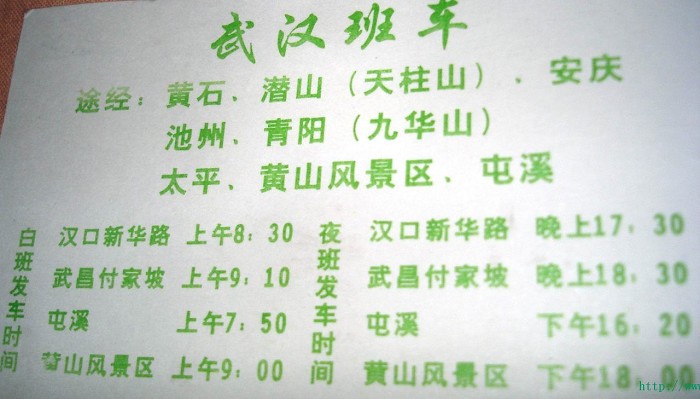 武汉班车
途经：黄石、潜山（天柱山）、安庆
池州、青阳（九华山）
太平、黄山风景区、屯溪
白班发车时间
汉口新华路 上午8：30
武昌付家坡 上午9：10
屯溪 上午7：50
黄山风景区 上午9：00
夜班发车时间
汉口新华路 晚上17：30
武昌付家坡 晚上18：30
屯溪 下午16：20
黄山风景区 下午18：00